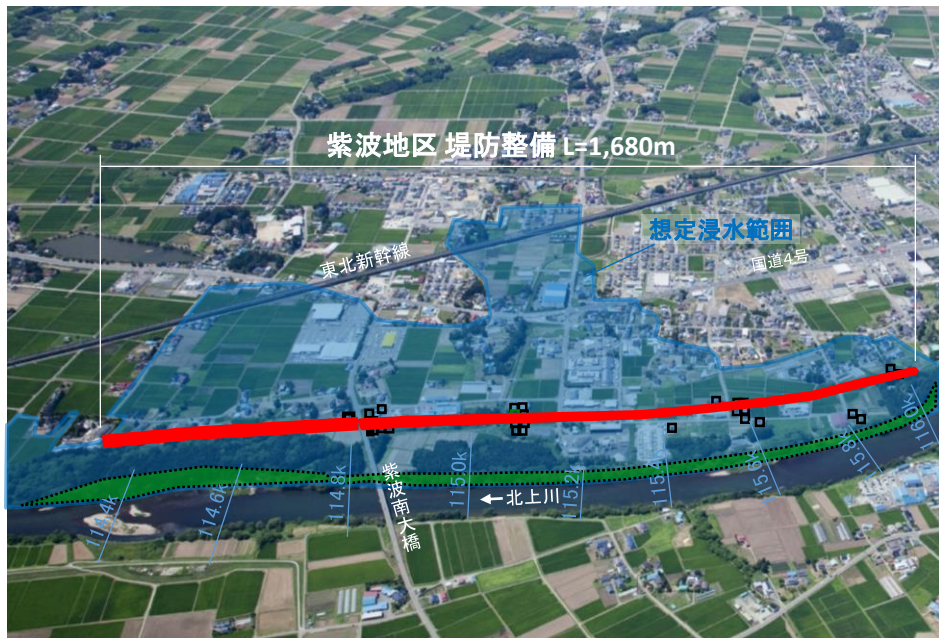 紫波地区 堤防整備 L=1,680m
想定浸水範囲
東北新幹線
国道4号
紫波南大橋
北上川
114.4k
114.6k
114.8k
115.0k
115.2k
115.4
115.6k
115.8k
116.0k